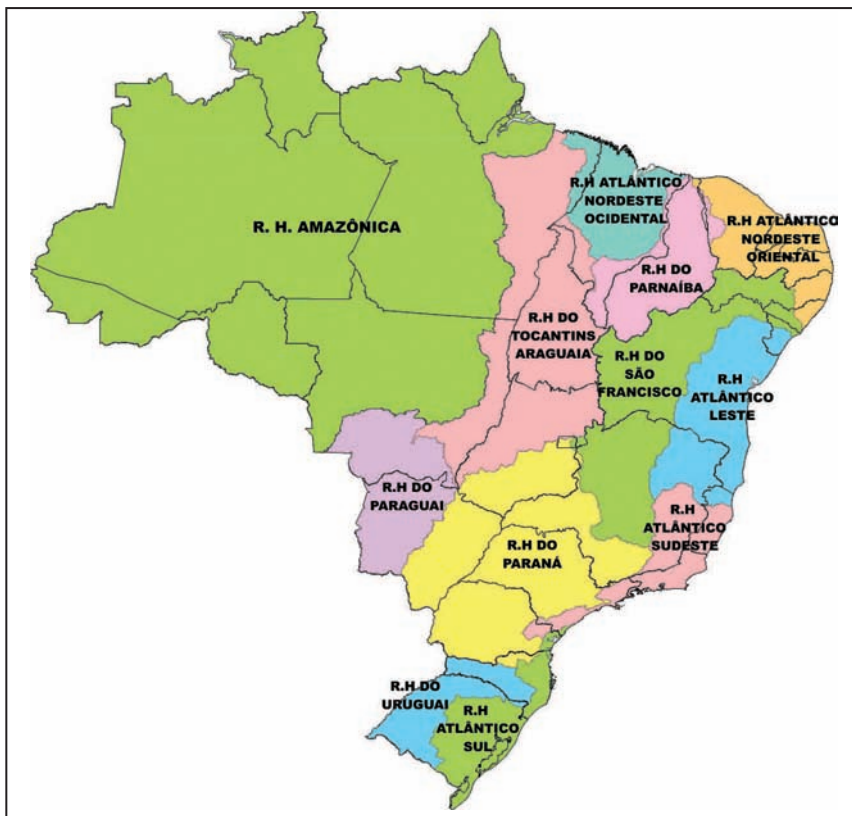 R. H. AMAZÔNICA
R.H ATLÂNTICO
NORDESTE
OCIDENTAL
R.H ATLÂNTICO
NORDESTE
ORIENTAL
R.H DO
PARNAÍBA
R.H DO
TOCANTINS
ARAGUAIA
R.H DO
SÃO
FRANCISCO
R.H
ATLÂNTICO
LESTE
R.H DO
PARAGUAI
R.H
ATLÂNTICO
SUDESTE
R.H DO
PARANÁ
R.H DO
URUGUAI
R.H
ATLÂNTICO
SUL